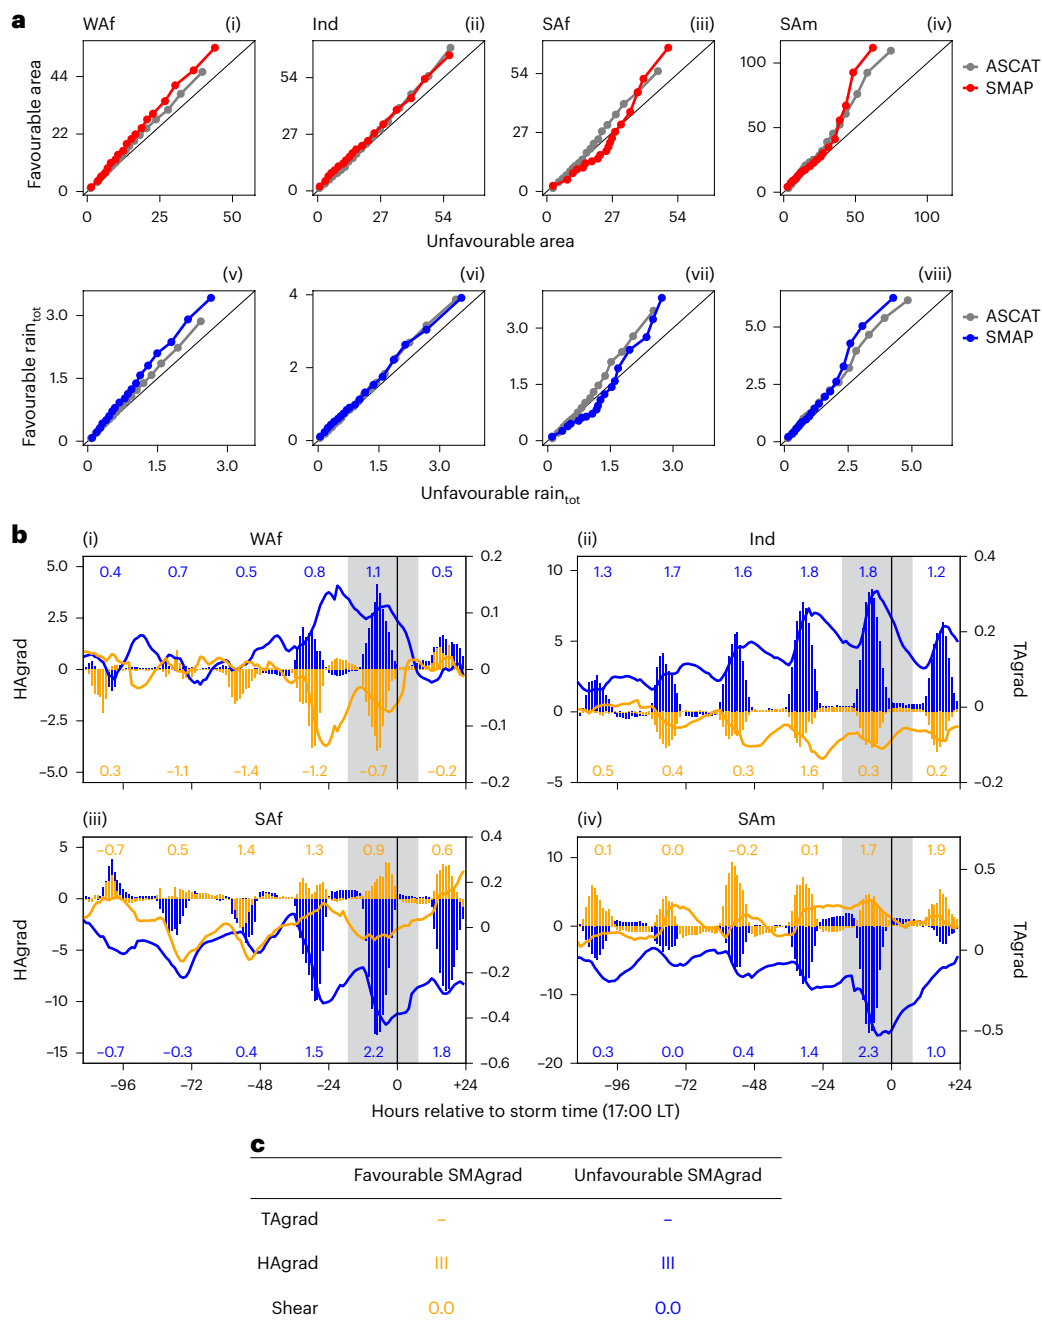 a
WAf (i) Ind (ii) SAf (iii) SAm (iv)
Favourable area
44
22
0
0 25 50
54
27
0
0 27 54
54
27
0
0 27 54
100
50
0
0 50 100
ASCAT
SMAP
Unfavourable area
(v) (vi) (vii) (viii)
Favourable rain_tot
3.0
1.5
0
0 1.5 3.0
4
2
0
0 1.5 3.0
3.0
1.5
0
0 1.5 3.0
5.0
2.5
0
0 2.5 5.0
ASCAT
SMAP
Unfavourable rain_tot
b
(i) WAf
HAgrad
5.0
2.5
0
−2.5
−5.0
0.4 0.7 0.5 0.8 1.1 0.5
0.3 −1.1 −1.4 −1.2 −0.7 −0.2
0.2
0.1
0
−0.1
−0.2
(ii) Ind
10
5
0
−5
1.3 1.7 1.6 1.8 1.8 1.2
0.5 0.4 0.3 1.6 0.3 0.2
0.4
0.2
0
−0.2
TAgrad
(iii) SAf
HAgrad
5
0
−5
−10
−15
−0.7 0.5 1.4 1.3 0.9 0.6
−0.7 −0.3 0.4 1.5 2.2 1.8
0.4
0.2
0
−0.2
−0.4
−0.6
−96 −72 −48 −24 0 +24
(iv) SAm
10
0
−10
−20
0.1 0.0 −0.2 0.1 1.7 1.9
0.3 0.0 0.4 1.4 2.3 1.0
0.5
0
−0.5
TAgrad
−96 −72 −48 −24 0 +24
Hours relative to storm time (17:00 LT)
c
Favourable SMAgrad Unfavourable SMAgrad
TAgrad – –
HAgrad III III
Shear 0.0 0.0